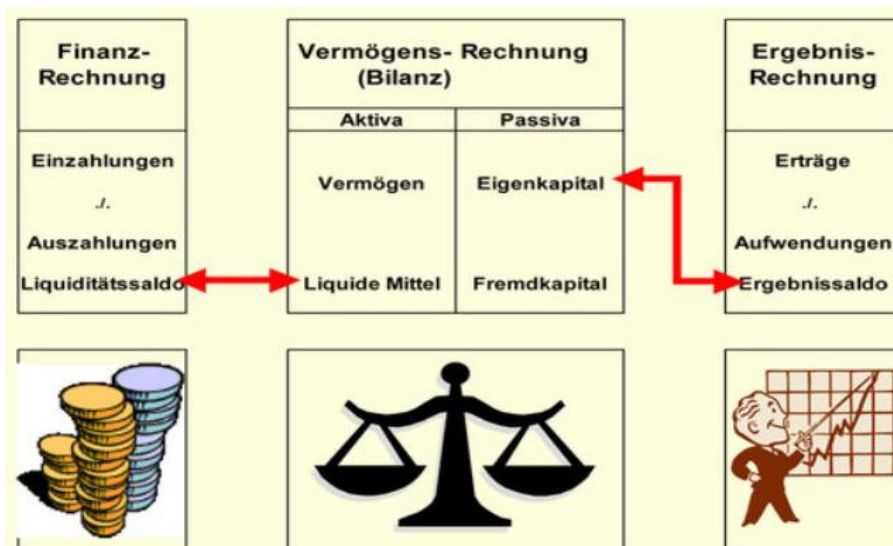 Finanz-
Rechnung
Einzahlungen
./.
Auszahlungen
Liquiditätssaldo
Vermögens- Rechnung
(Bilanz)
Aktiva
Passiva
Vermögen
Eigenkapital
Liquide Mittel
Fremdkapital
Ergebnis-
Rechnung
Erträge
./.
Aufwendungen
Ergebnissaldo